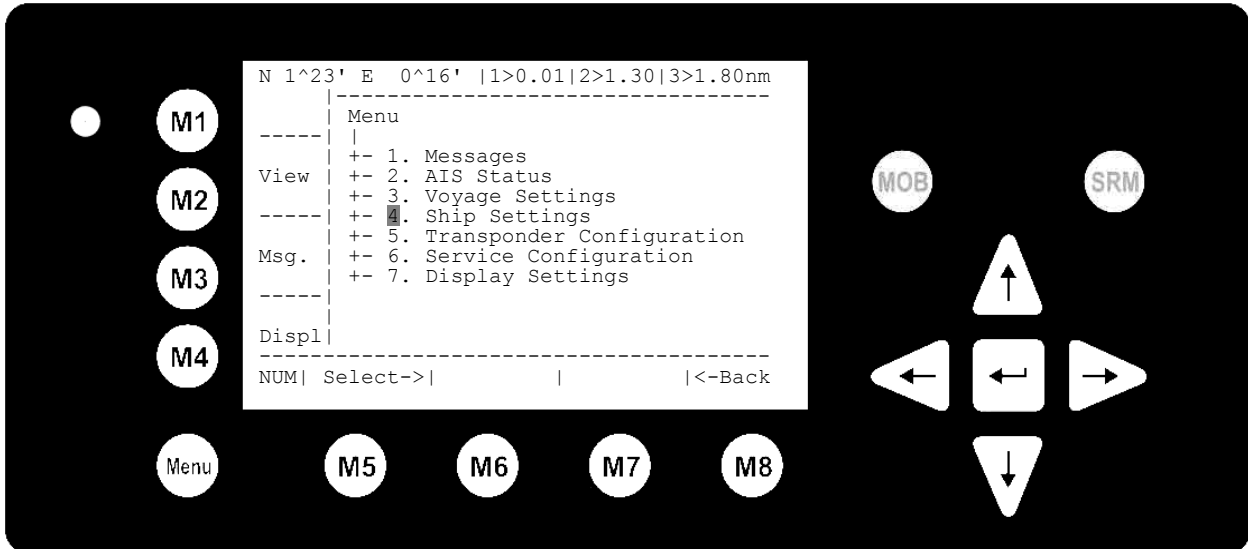 N 1^23' E  0^16' |1>0.01|2>1.30|3>1.80nm
|----------------------------------
M1 | Menu
-----| |
| +- 1. Messages
View | +- 2. AIS Status
M2 | +- 3. Voyage Settings
-----| +- 4. Ship Settings
| +- 5. Transponder Configuration
Msg. | +- 6. Service Configuration
M3 | +- 7. Display Settings
-----|
|
Displ|
M4
----------------------------------------
NUM| Select->|        |       |<-Back
MOB SRM
Menu M5 M6 M7 M8